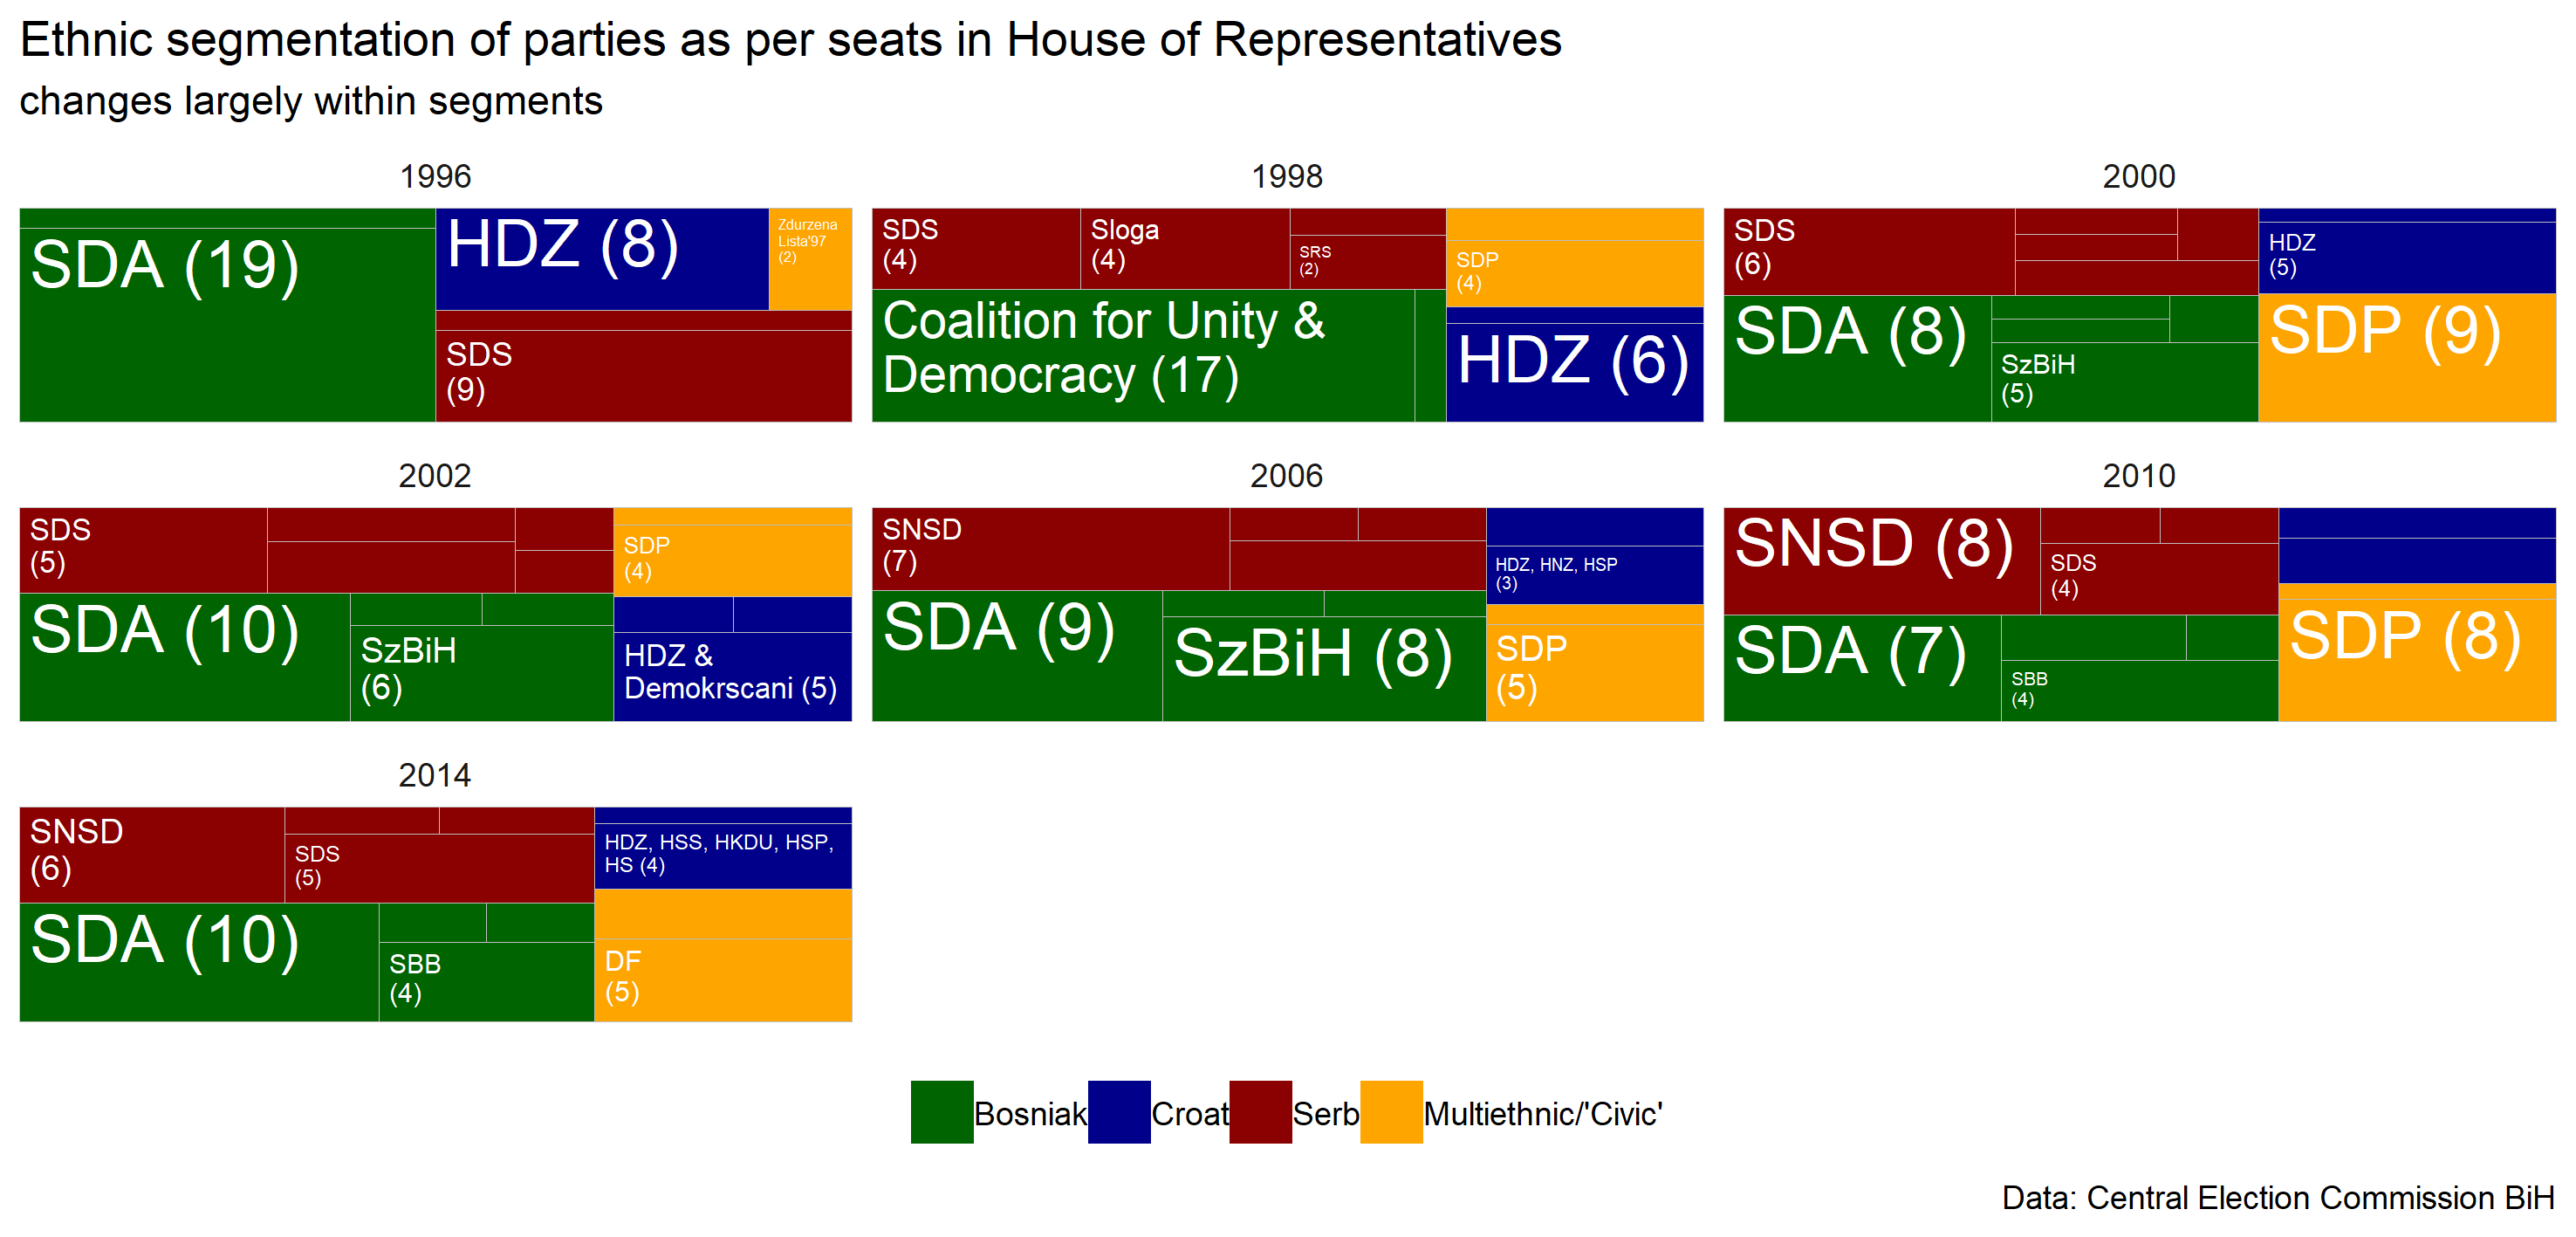 Ethnic segmentation of parties as per seats in House of Representatives
changes largely within segments
1996
SDA (19)
HDZ (8)
Zdurzena
Lista'97
(2)
SDS
(9)
1998
SDS
(4)
Sloga
(4)
SRS
(2)
SDP
(4)
Coalition for Unity &
Democracy (17)
HDZ (6)
2000
SDS
(6)
HDZ
(5)
SDA (8)
SzBiH
(5)
SDP (9)
2002
SDS
(5)
SDP
(4)
SDA (10)
SzBiH
(6)
HDZ &
Demokrscani (5)
2006
SNSD
(7)
HDZ, HNZ, HSP
(3)
SDA (9)
SzBiH (8)
SDP
(5)
2010
SNSD (8)
SDS
(4)
SDA (7)
SBB
(4)
SDP (8)
2014
SNSD
(6)
SDS
(5)
HDZ, HSS, HKDU, HSP,
HS (4)
SDA (10)
SBB
(4)
DF
(5)
Bosniak Croat Serb Multiethnic/'Civic'
Data: Central Election Commission BiH